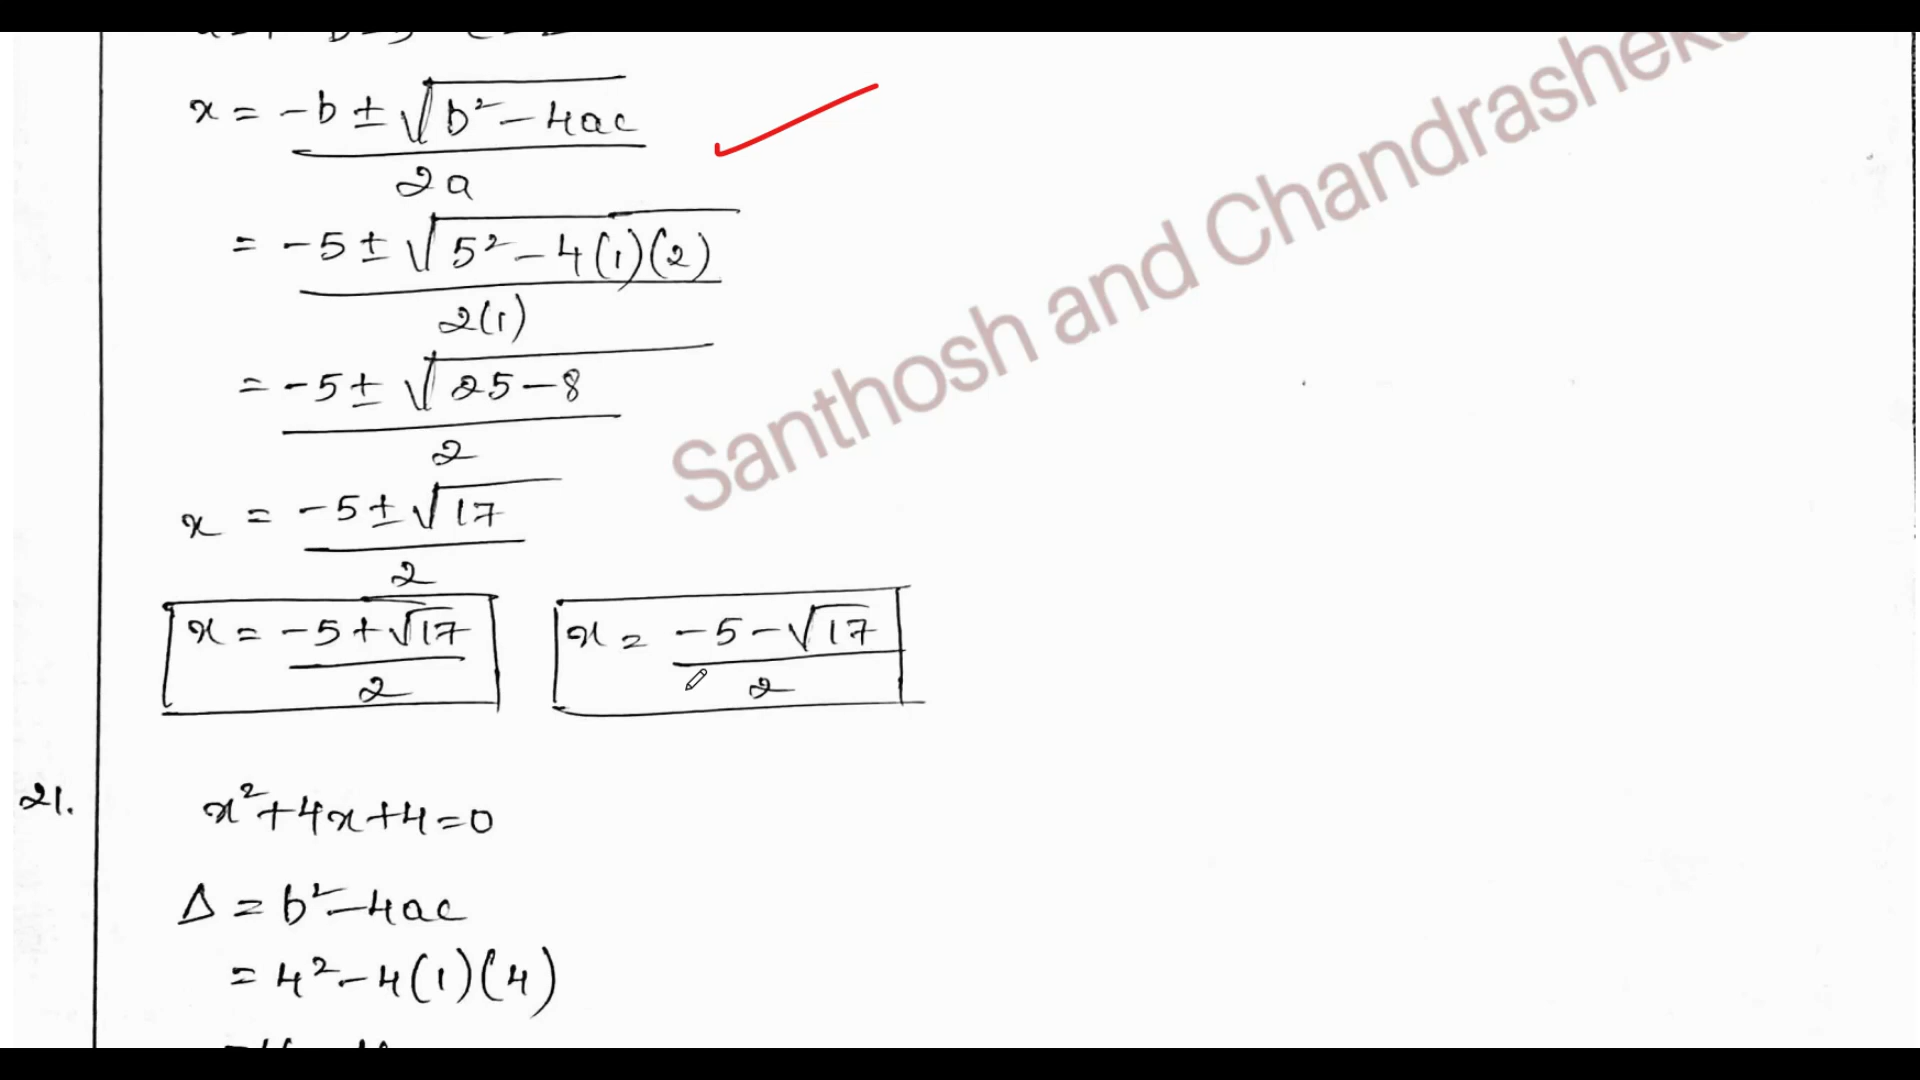 x = -b ± √b² - 4ac
2a
= -5 ± √5² - 4(1)(2)
2(1)
= -5 ± √25 - 8
2
x = -5 ± √17
2
x = -5 + √17
2
x = -5 - √17
2
21. x² + 4x + 4 = 0
Δ = b² - 4ac
= 4² - 4(1)(4)
Santhosh and